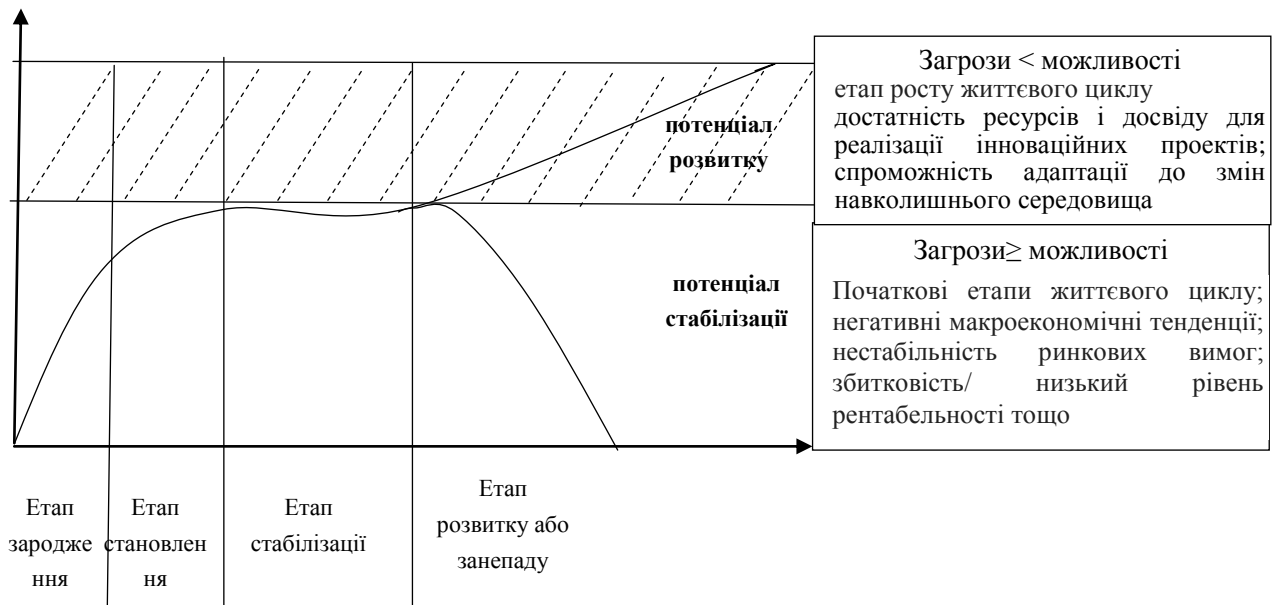 Загрози < можливості
етап росту життєвого циклу
достатність ресурсів і досвіду для
реалізації інноваційних проектів;
спроможність адаптації до змін
навколишнього середовища
потенціал
розвитку
Загрози≥ можливості
Початкові етапи життєвого циклу;
негативні макроекономічні тенденції;
нестабільність ринкових вимог;
збитковість/ низький рівень
рентабельності тощо
потенціал
стабілізації
Етап
зародже
ння
Етап
становлен
ня
Етап
стабілізації
Етап
розвитку або
занепаду